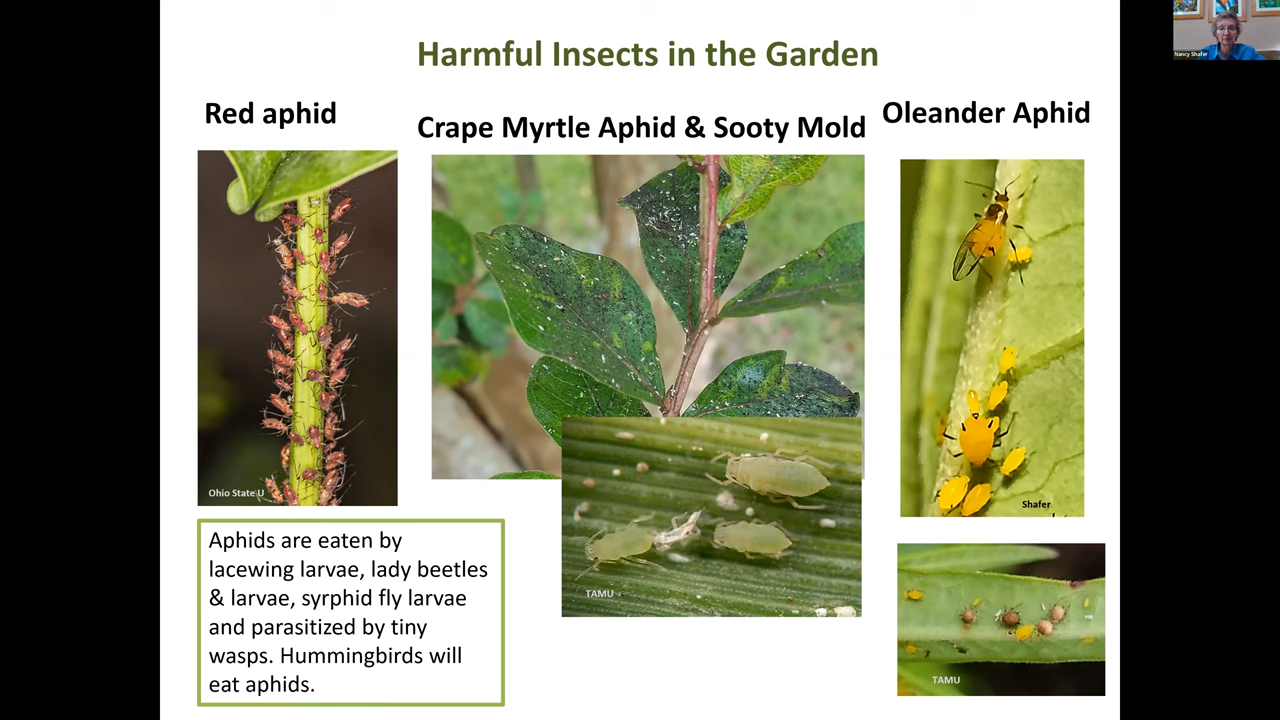 Harmful Insects in the Garden
Red aphid
Crape Myrtle Aphid & Sooty Mold
Oleander Aphid
Ohio State U
Shafer
TAMU
TAMU
Aphids are eaten by
lacewing larvae, lady beetles
& larvae, syrphid fly larvae
and parasitized by tiny
wasps. Hummingbirds will
eat aphids.
Nancy Shafer